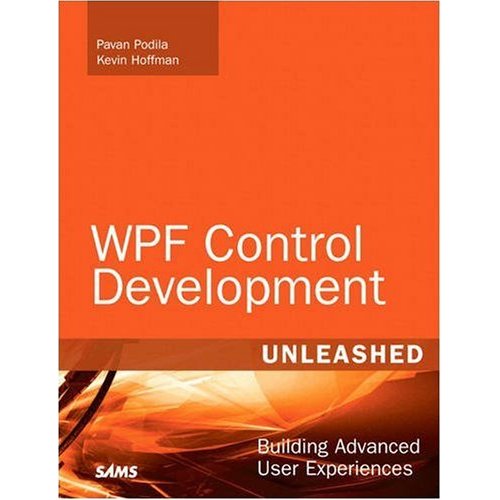 Pavan Podila
Kevin Hoffman
WPF Control
Development
UNLEASHED
Building Advanced
User Experiences
SAMS